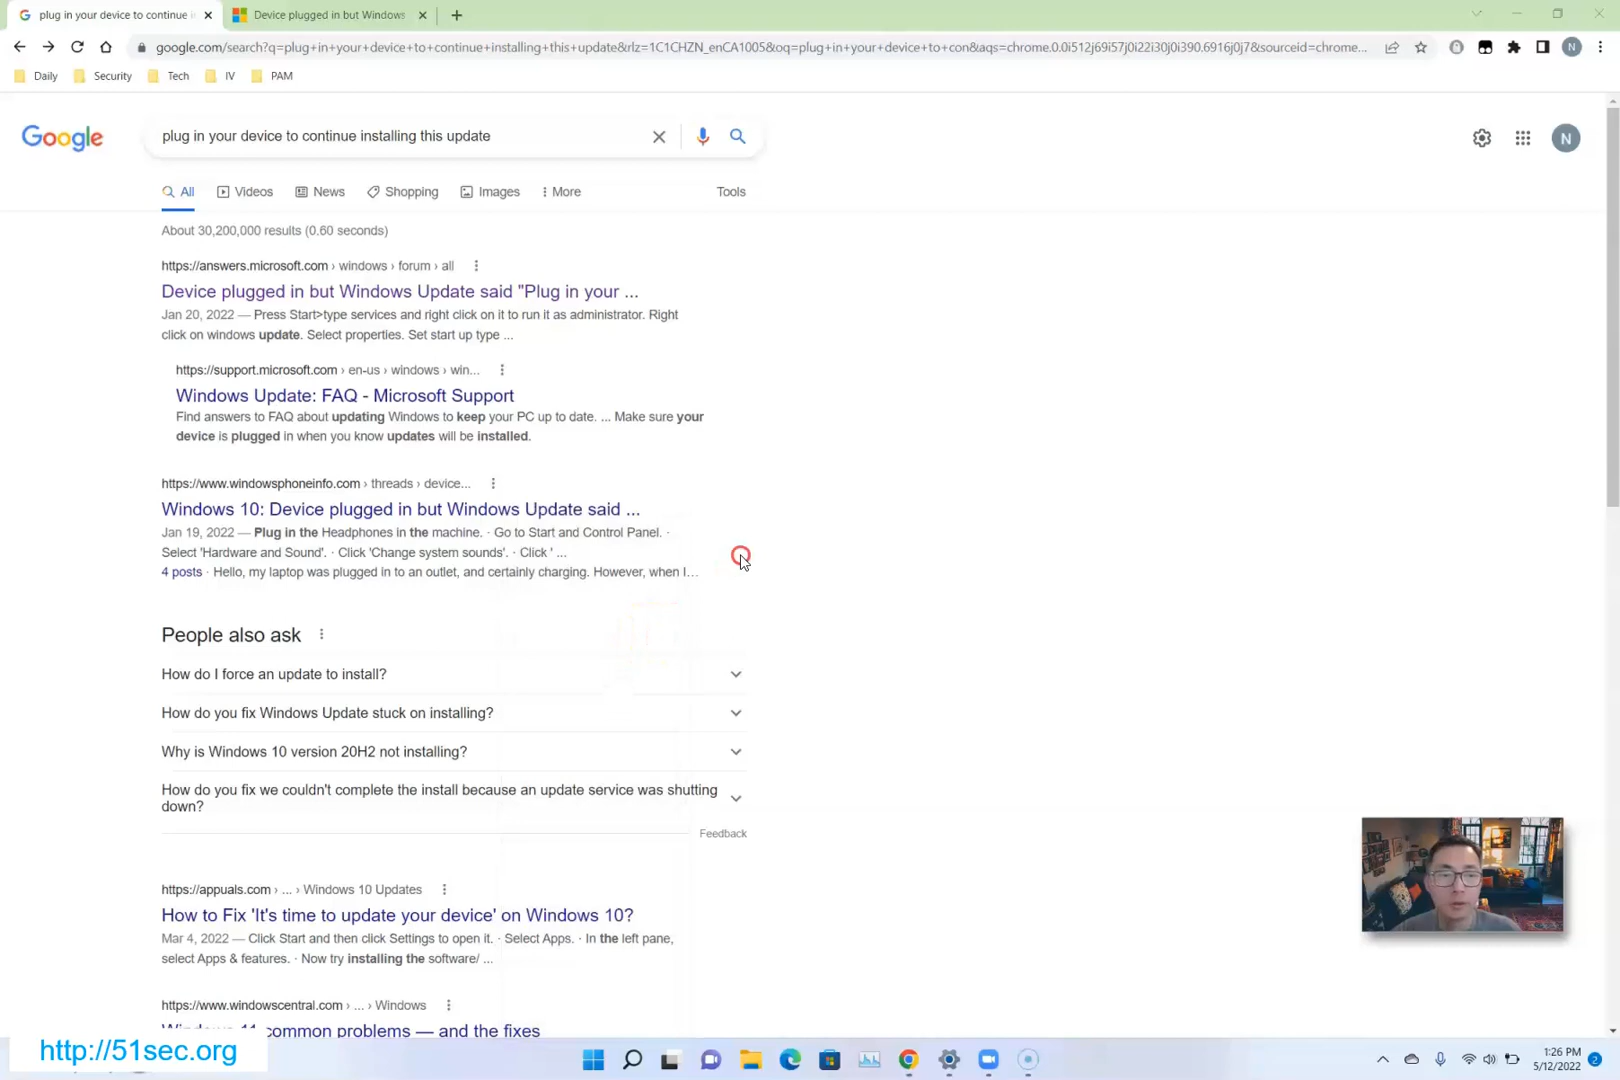 plug in your device to continue i
Device plugged in but Windows
google.com/search?q=plug+in+your+device+to+continue+installing+this+update&rlz=1C1CHZN_enCA1005&oq=plug+in+your+device+to+con&aqs=chrome.0.0i512j69i57j0i22i30j0i390.6916j0j7&sourceid=chrome...
N
Daily
Security
Tech
IV
PAM
Google
plug in your device to continue installing this update
N
All
Videos
News
Shopping
Images
More
Tools
About 30,200,000 results (0.60 seconds)
https://answers.microsoft.com › windows › forum › all
Device plugged in but Windows Update said "Plug in your ...
Jan 20, 2022 — Press Start>type services and right click on it to run it as administrator. Right
click on windows update. Select properties. Set start up type ...
https://support.microsoft.com › en-us › windows › win...
Windows Update: FAQ - Microsoft Support
Find answers to FAQ about updating Windows to keep your PC up to date. ... Make sure your
device is plugged in when you know updates will be installed.
https://www.windowsphoneinfo.com › threads › device...
Windows 10: Device plugged in but Windows Update said ...
Jan 19, 2022 — Plug in the Headphones in the machine. · Go to Start and Control Panel. ·
Select 'Hardware and Sound'. · Click 'Change system sounds'. · Click ' ...
4 posts · Hello, my laptop was plugged in to an outlet, and certainly charging. However, when I...
People also ask
How do I force an update to install?
How do you fix Windows Update stuck on installing?
Why is Windows 10 version 20H2 not installing?
How do you fix we couldn't complete the install because an update service was shutting
down?
Feedback
https://appuals.com › ... › Windows 10 Updates
How to Fix 'It's time to update your device' on Windows 10?
Mar 4, 2022 — Click Start and then click Settings to open it. · Select Apps. · In the left pane,
select Apps & features. · Now try installing the software/ ...
https://www.windowscentral.com › ... › Windows
Windows 11 common problems — and the fixes
http://51sec.org
1:26 PM
5/12/2022
2